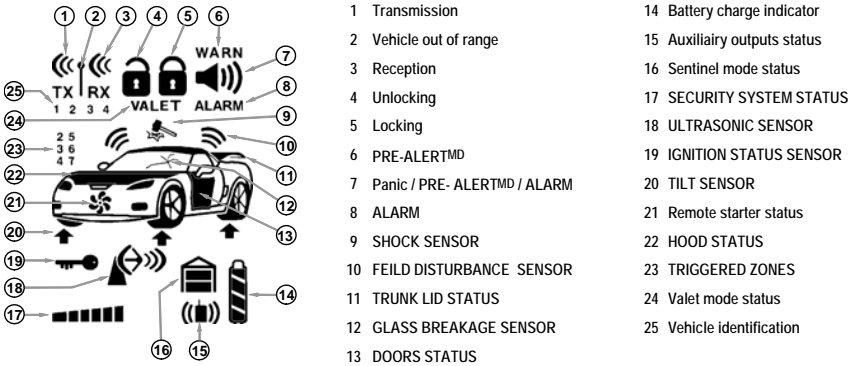 1 2 3 4 5 6
WARN
7
TX RX
8
25 1 2 3 4 VALET ALARM
24
9
2 5
23 3 6
4 7
10
22
11
21
12
20
13
19
18
14
17
16 15
1 Transmission
2 Vehicle out of range
3 Reception
4 Unlocking
5 Locking
6 PRE-ALERTMD
7 Panic / PRE- ALERTMD / ALARM
8 ALARM
9 SHOCK SENSOR
10 FEILD DISTURBANCE SENSOR
11 TRUNK LID STATUS
12 GLASS BREAKAGE SENSOR
13 DOORS STATUS
14 Battery charge indicator
15 Auxiliairy outputs status
16 Sentinel mode status
17 SECURITY SYSTEM STATUS
18 ULTRASONIC SENSOR
19 IGNITION STATUS SENSOR
20 TILT SENSOR
21 Remote starter status
22 HOOD STATUS
23 TRIGGERED ZONES
24 Valet mode status
25 Vehicle identification